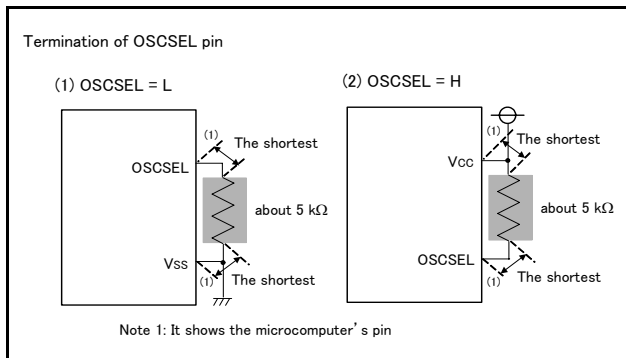 Termination of OSCSEL pin
(1) OSCSEL = L
(2) OSCSEL = H
(1)
The shortest
OSCSEL
about 5 kΩ
Vss
(1)
The shortest
(1)
The shortest
Vcc
about 5 kΩ
OSCSEL
(1)
The shortest
Note 1: It shows the microcomputer's pin